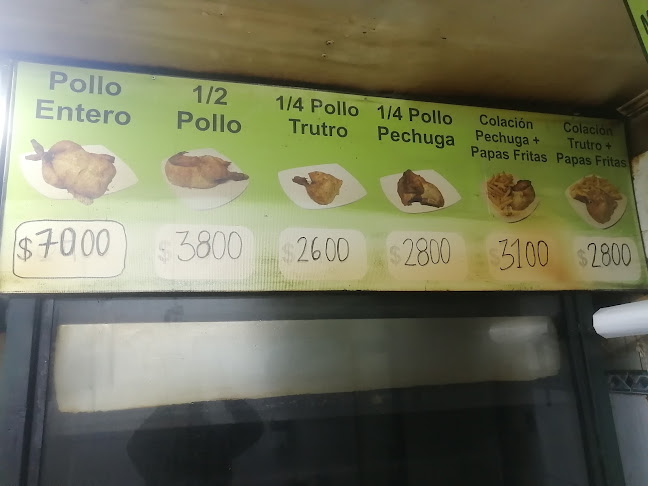 Pollo
Entero
1/2
Pollo
1/4 Pollo
Trutro
1/4 Pollo
Pechuga
Colación
Pechuga +
Papas Fritas
Colación
Trutro +
Papas Fritas
$7000
$3800
$2600
$2800
$3100
$2800